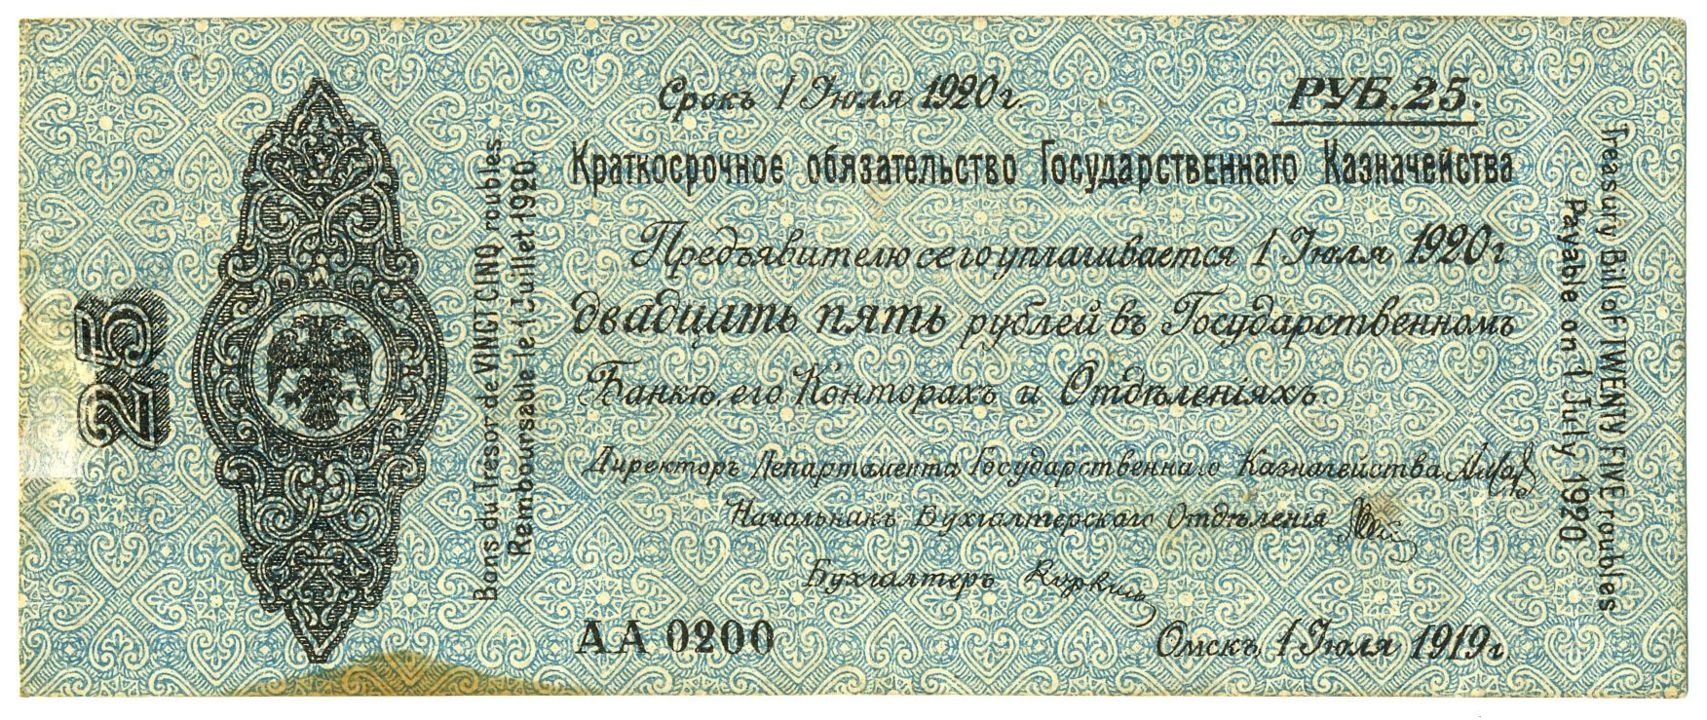 25
Bons du Tresor de VINGT CINQ roubles
Remboursable le 1 Juillet 1920
Срокъ 1 Іюля 1920 г.
РУБ. 25.
Краткосрочное обязательство Государственнаго Казначейства
Предъявителю сего уплачивается 1 Іюля 1920 г
двадцать пять рублей въ Государственномъ
Банкѣ, его Конторахъ и Отдѣленіяхъ.
Директоръ Департамента Государственнаго Казначейства
Начальникъ Бухгалтерскаго Отдѣленія
Бухгалтеръ
АА 0200
Омскъ, 1 Іюля 1919 г.
Treasury Bill of TWENTY FIVE roubles
Payable on 1 July 1920.